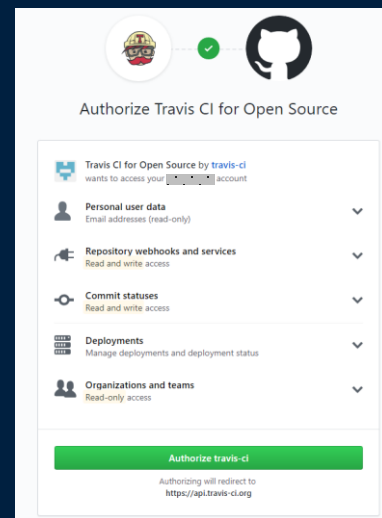 Authorize Travis CI for Open Source
Travis CI for Open Source by travis-ci
wants to access your account
Personal user data
Email addresses (read-only)
Repository webhooks and services
Read and write access
Commit statuses
Read and write access
Deployments
Manage deployments and deployment status
Organizations and teams
Read-only access
Authorize travis-ci
Authorizing will redirect to
https://api.travis-ci.org